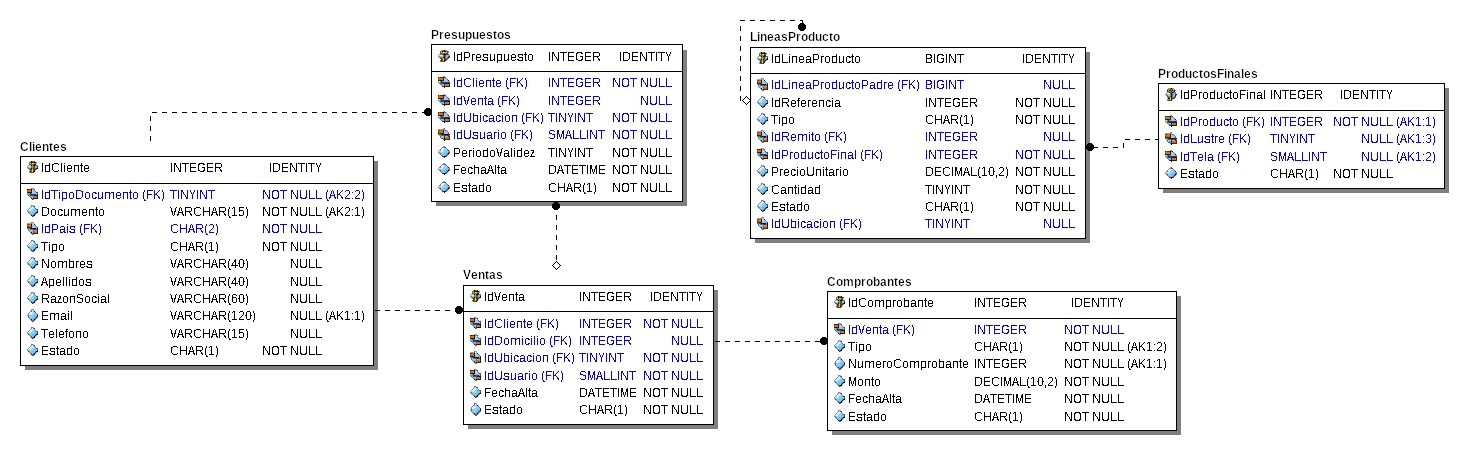 Presupuestos
IdPresupuesto INTEGER IDENTITY
IdCliente (FK) INTEGER NOT NULL
IdVenta (FK) INTEGER NULL
IdUbicacion (FK) TINYINT NOT NULL
IdUsuario (FK) SMALLINT NOT NULL
PeriodoValidez TINYINT NOT NULL
FechaAlta DATETIME NOT NULL
Estado CHAR(1) NOT NULL
LineasProducto
IdLineaProducto BIGINT IDENTITY
IdLineaProductoPadre (FK) BIGINT NULL
IdReferencia INTEGER NOT NULL
Tipo CHAR(1) NOT NULL
IdRemito (FK) INTEGER NULL
IdProductoFinal (FK) INTEGER NOT NULL
PrecioUnitario DECIMAL(10,2) NOT NULL
Cantidad TINYINT NOT NULL
Estado CHAR(1) NOT NULL
IdUbicacion (FK) TINYINT NULL
ProductosFinales
IdProductoFinal INTEGER IDENTITY
IdProducto (FK) INTEGER NOT NULL (AK1:1)
IdLustre (FK) TINYINT NULL (AK1:3)
IdTela (FK) SMALLINT NULL (AK1:2)
Estado CHAR(1) NOT NULL
Clientes
IdCliente INTEGER IDENTITY
IdTipoDocumento (FK) TINYINT NOT NULL (AK2:2)
Documento VARCHAR(15) NOT NULL (AK2:1)
IdPais (FK) CHAR(2) NOT NULL
Tipo CHAR(1) NOT NULL
Nombres VARCHAR(40) NULL
Apellidos VARCHAR(40) NULL
RazonSocial VARCHAR(60) NULL
Email VARCHAR(120) NULL (AK1:1)
Telefono VARCHAR(15) NULL
Estado CHAR(1) NOT NULL
Ventas
IdVenta INTEGER IDENTITY
IdCliente (FK) INTEGER NOT NULL
IdDomicilio (FK) INTEGER NULL
IdUbicacion (FK) TINYINT NOT NULL
IdUsuario (FK) SMALLINT NOT NULL
FechaAlta DATETIME NOT NULL
Estado CHAR(1) NOT NULL
Comprobantes
IdComprobante INTEGER IDENTITY
IdVenta (FK) INTEGER NOT NULL
Tipo CHAR(1) NOT NULL (AK1:2)
NumeroComprobante INTEGER NOT NULL (AK1:1)
Monto DECIMAL(10,2) NOT NULL
FechaAlta DATETIME NOT NULL
Estado CHAR(1) NOT NULL